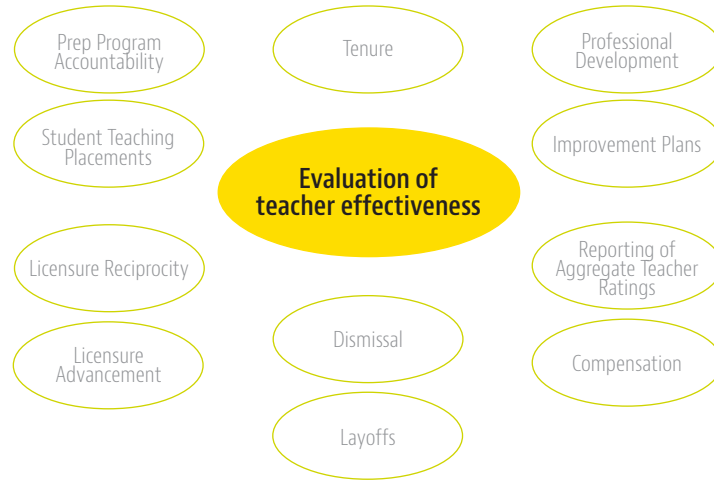 Prep Program
Accountability
Tenure
Professional
Development
Student Teaching
Placements
Improvement Plans
Evaluation of
teacher effectiveness
Licensure Reciprocity
Reporting of
Aggregate Teacher
Ratings
Dismissal
Licensure
Advancement
Compensation
Layoffs